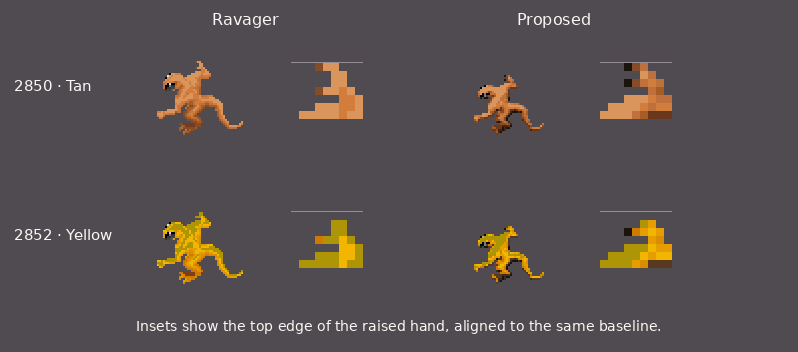 Ravager Proposed
2850 · Tan
2852 · Yellow
Insets show the top edge of the raised hand, aligned to the same baseline.